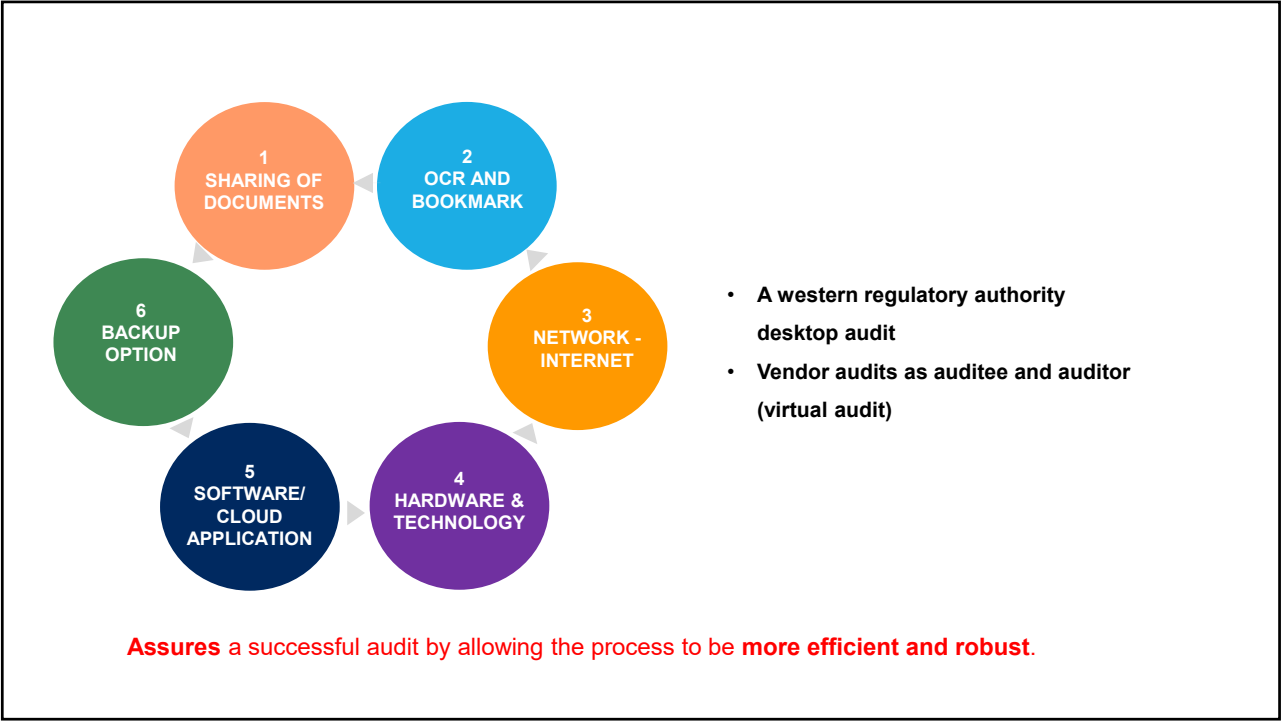 1
SHARING OF
DOCUMENTS
2
OCR AND
BOOKMARK
3
NETWORK -
INTERNET
4
HARDWARE &
TECHNOLOGY
5
SOFTWARE/
CLOUD
APPLICATION
6
BACKUP
OPTION
• A western regulatory authority
desktop audit
• Vendor audits as auditee and auditor
(virtual audit)
Assures a successful audit by allowing the process to be more efficient and robust.